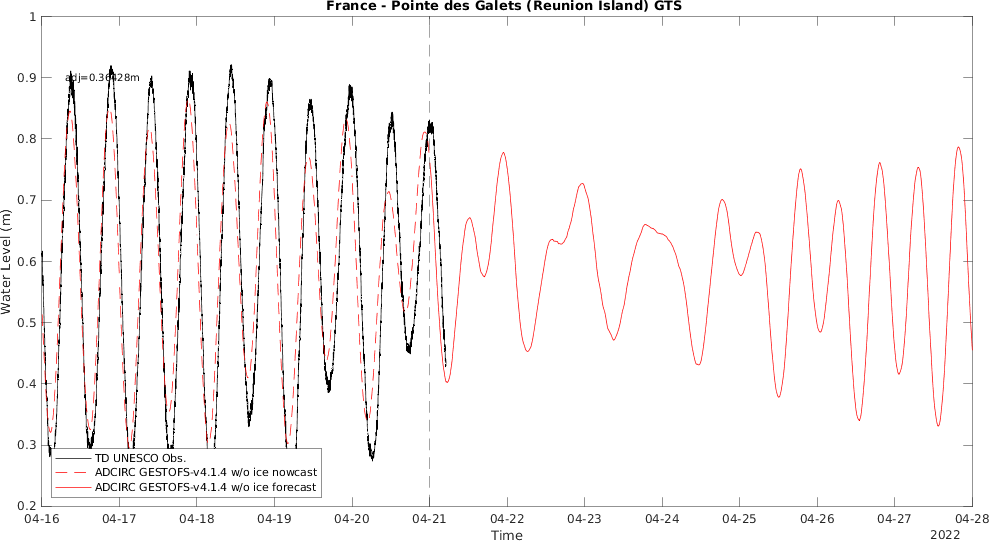 France - Pointe des Galets (Reunion Island) GTS
1
0.9
0.8
0.7
0.6
0.5
0.4
0.3
0.2
Water Level (m)
adj=0.36428m
TD UNESCO Obs.
ADCIRC GESTOFS-v4.1.4 w/o ice nowcast
ADCIRC GESTOFS-v4.1.4 w/o ice forecast
04-16 04-17 04-18 04-19 04-20 04-21 04-22 04-23 04-24 04-25 04-26 04-27 04-28
Time
2022